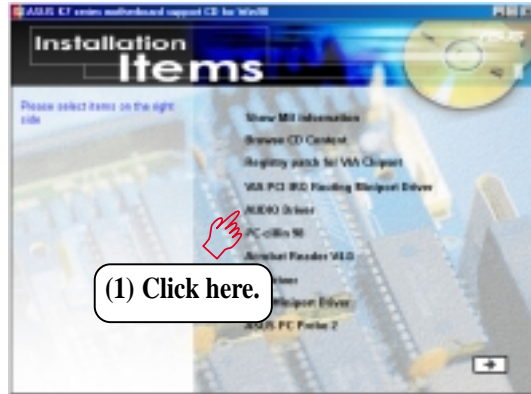 ASUS K7 series motherboard support CD for Win98
Installation
Items
ASUS
Please select items on the right
side
Show MB information
Browse CD Content
Registry patch for VIA Chipset
VIA PCI IRQ Routing Miniport Driver
AUDIO Driver
PC-cillin 98
Acrobat Reader V4.0
(1) Click here.
Driver
Miniport Driver
ASUS PC Probe 2